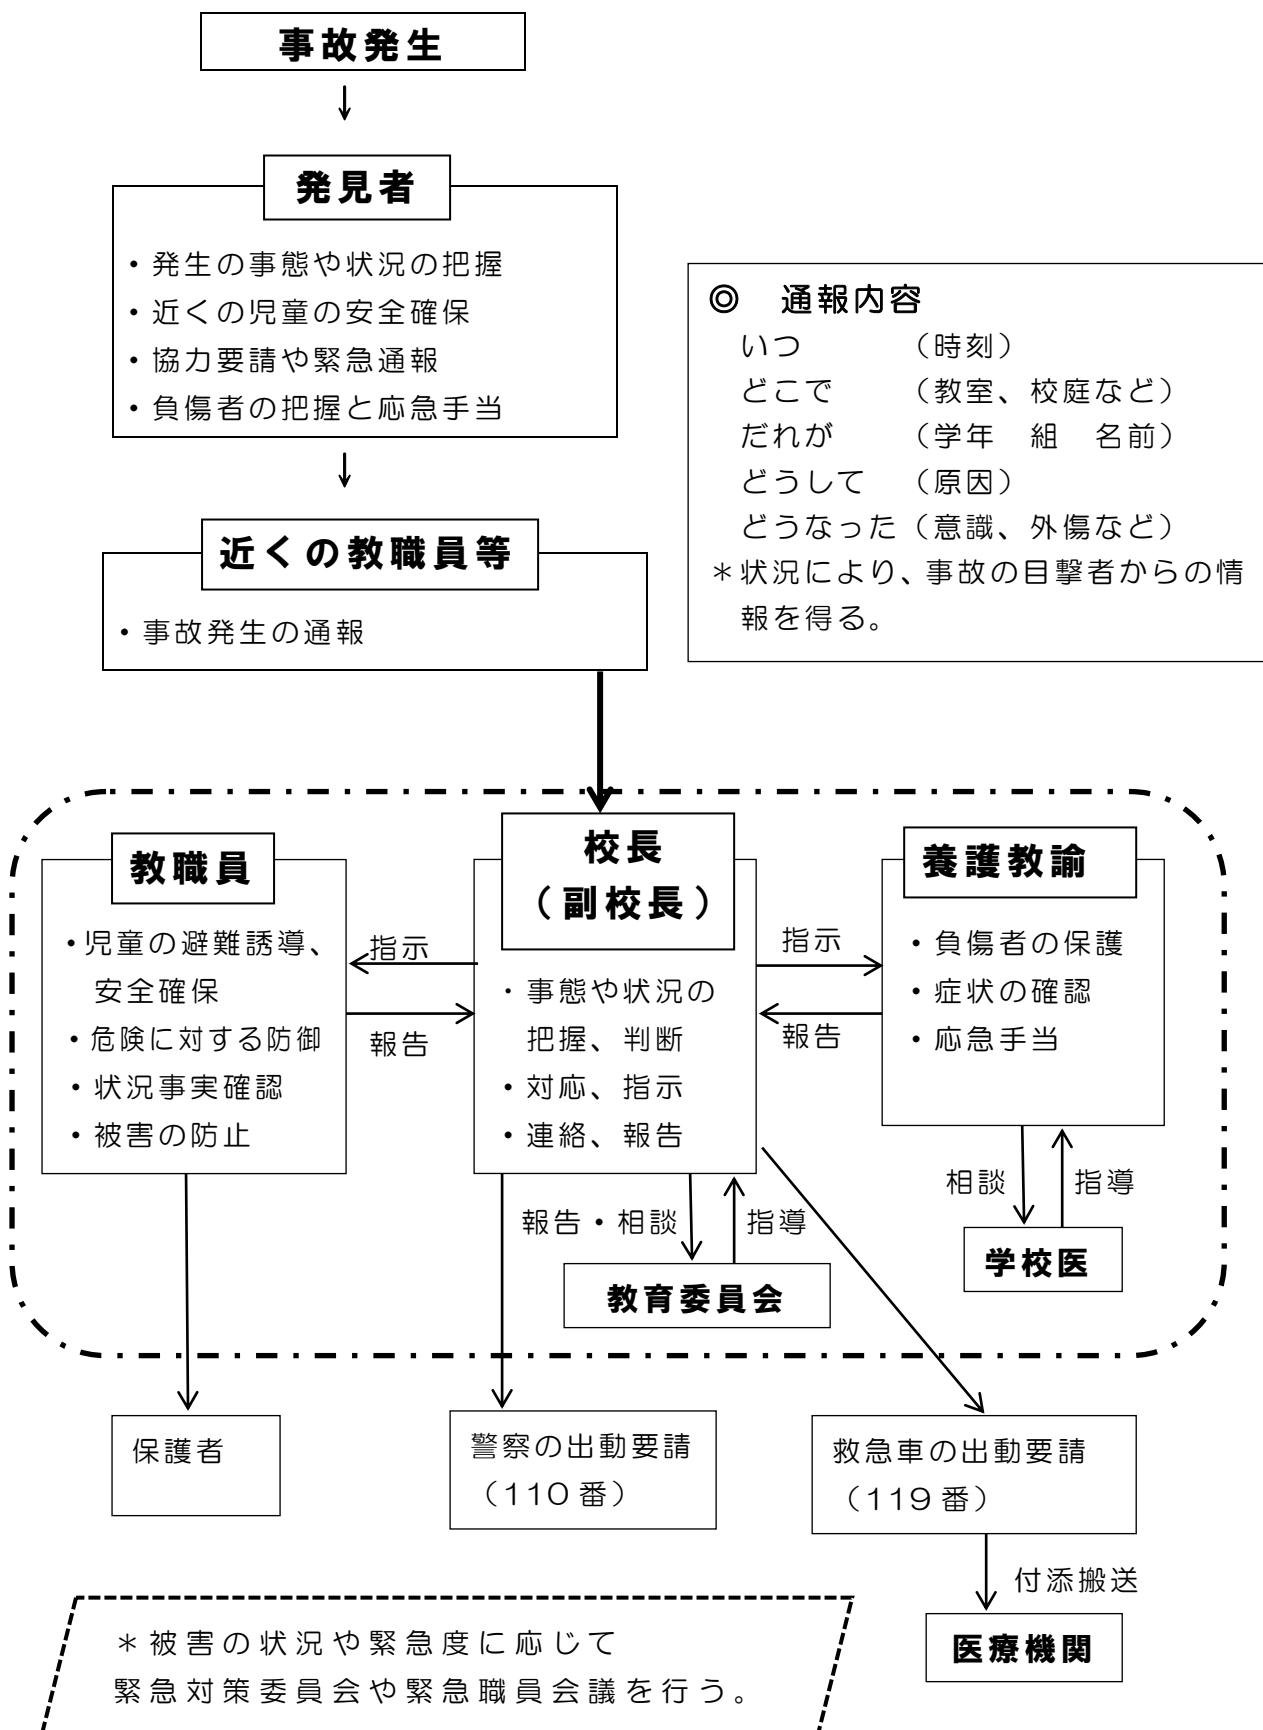 事故発生
発見者
・発生の事態や状況の把握
・近くの児童の安全確保
・協力要請や緊急通報
・負傷者の把握と応急手当
◎　通報内容
いつ　　　（時刻）
どこで　　（教室、校庭など）
だれが　　（学年　組　名前）
どうして　（原因）
どうなった（意識、外傷など）
＊状況により、事故の目撃者からの情
報を得る。
近くの教職員等
・事故発生の通報
教職員
・児童の避難誘導、
安全確保
・危険に対する防御
・状況事実確認
・被害の防止
指示
報告
校長
（副校長）
・事態や状況の
把握、判断
・対応、指示
・連絡、報告
指示
報告
養護教諭
・負傷者の保護
・症状の確認
・応急手当
相談
指導
学校医
報告・相談
指導
教育委員会
保護者
警察の出動要請
（110番）
救急車の出動要請
（119番）
付添搬送
医療機関
＊被害の状況や緊急度に応じて
緊急対策委員会や緊急職員会議を行う。